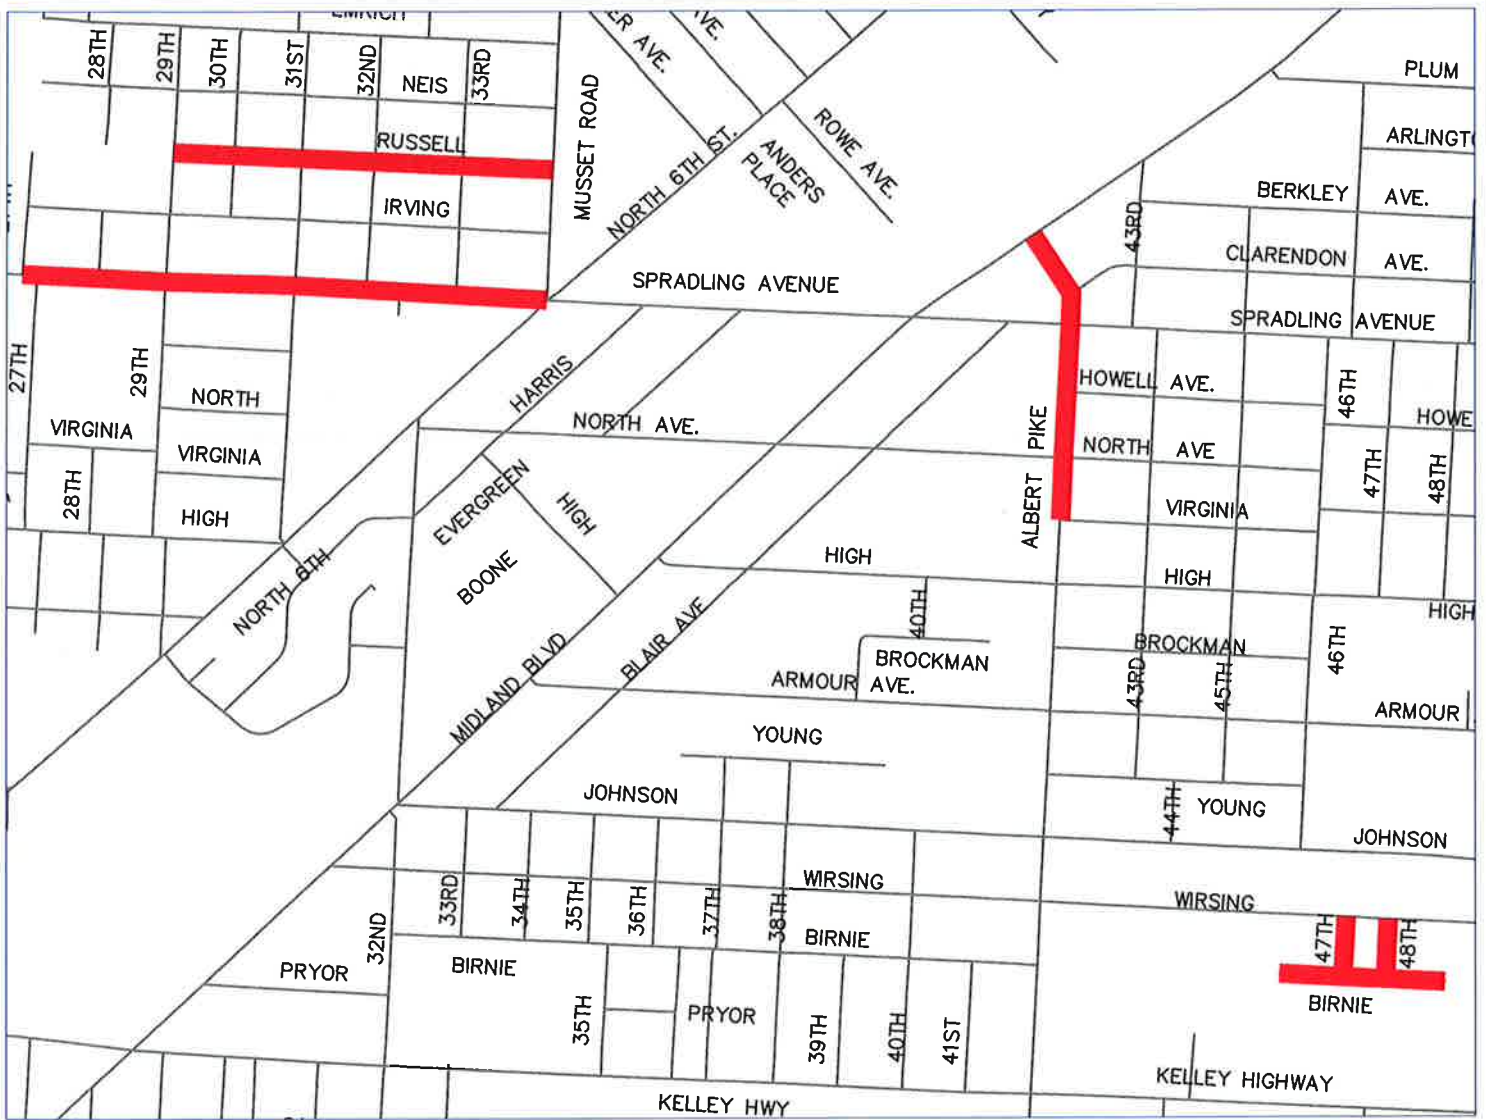 EMRICH
28TH
29TH
30TH
31ST
32ND
NEIS
33RD
RUSSELL
IRVING
MUSSET ROAD
AVE.
NORTH 6TH ST.
ANDERS
PLACE
ROWE AVE.
PLUM
BERKLEY AVE.
43RD
CLARENDON AVE.
SPRADLING AVENUE
SPRADLING AVENUE
27TH
29TH
NORTH
VIRGINIA
VIRGINIA
28TH
HIGH
HARRIS
NORTH AVE.
EVERGREEN
HIGH
BOONE
NORTH 6TH
ALBERT PIKE
HOWELL AVE.
46TH
NORTH AVE
47TH
48TH
VIRGINIA
HIGH
HIGH
HIGH
40TH
BROCKMAN
AVE.
BROCKMAN
46TH
MIDLAND BLVD
BLAIR AVE
ARMOUR
43RD
45TH
ARMOUR
YOUNG
JOHNSON
44TH
YOUNG
JOHNSON
WIRSING
WIRSING
33RD
34TH
35TH
36TH
37TH
38TH
32ND
BIRNIE
BIRNIE
47TH
48TH
BIRNIE
PRYOR
35TH
PRYOR
39TH
40TH
41ST
KELLEY HIGHWAY
KELLEY HWY